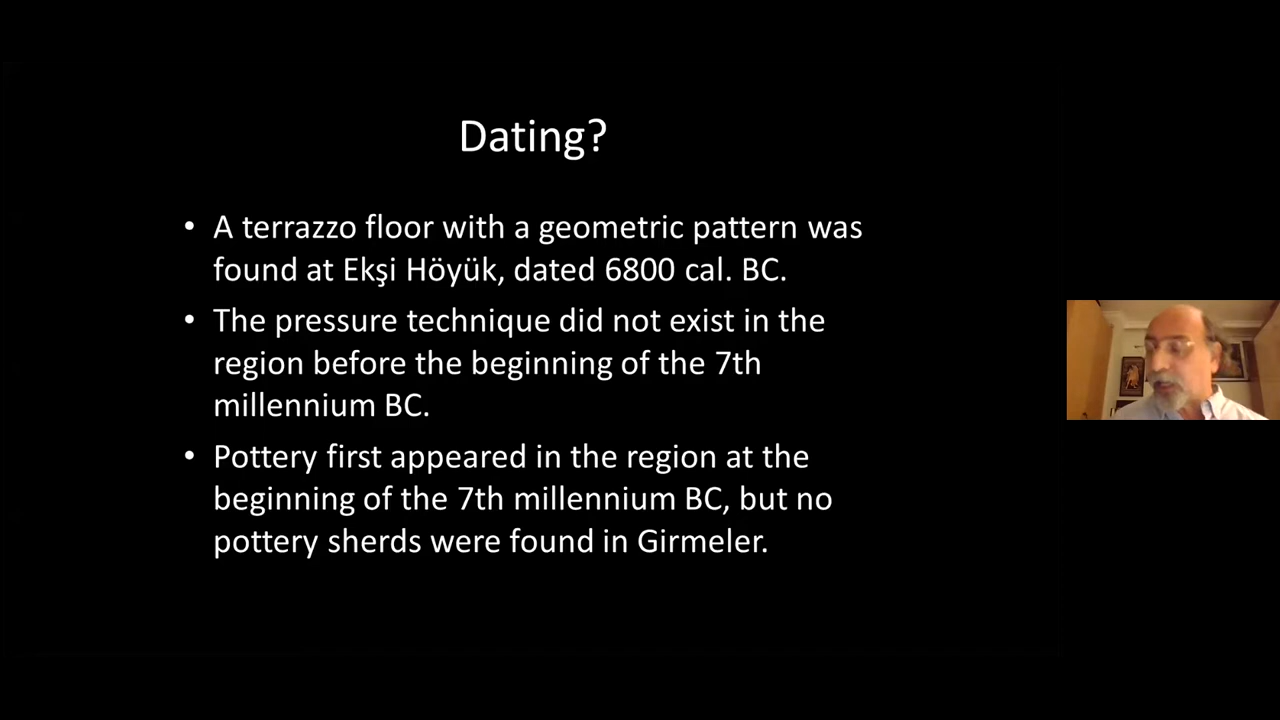 Dating?
• A terrazzo floor with a geometric pattern was
found at Ekşi Höyük, dated 6800 cal. BC.
• The pressure technique did not exist in the
region before the beginning of the 7th
millennium BC.
• Pottery first appeared in the region at the
beginning of the 7th millennium BC, but no
pottery sherds were found in Girmeler.